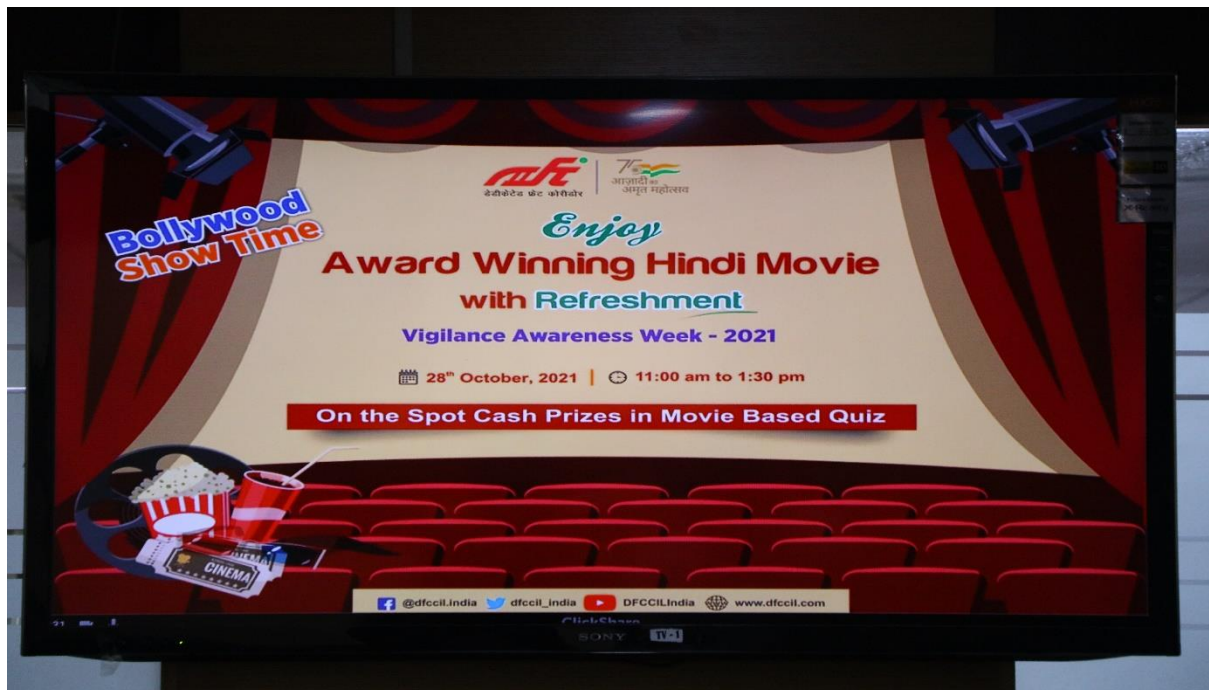 डेडीकेटेड फ्रेट कोरीडोर
75
आज़ादी का
अमृत महोत्सव
Bollywood
Show Time
Enjoy
Award Winning Hindi Movie
with Refreshment
Vigilance Awareness Week - 2021
28th October, 2021 | 11:00 am to 1:30 pm
On the Spot Cash Prizes in Movie Based Quiz
CINEMA
CINEMA
@dfccil.india dfccil_india DFCCILIndia www.dfccil.com
ClickShare
SONY TV-1